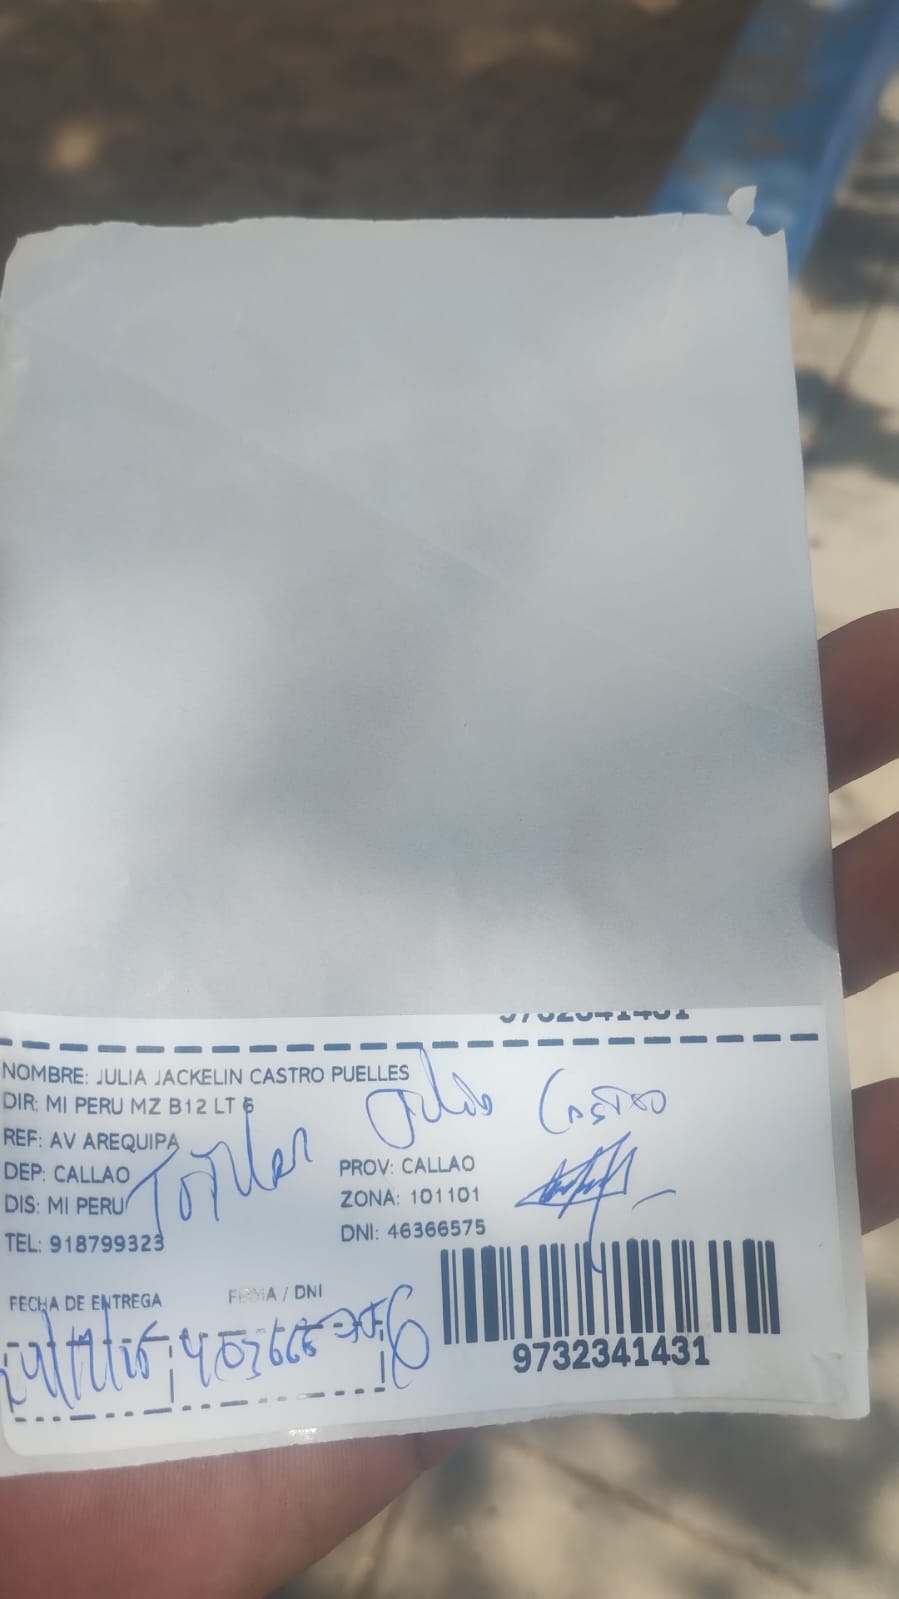 9732341431
NOMBRE: JULIA JACKELIN CASTRO PUELLES
DIR: MI PERU MZ B12 LT 6
REF: AV AREQUIPA
DEP: CALLAO
DIS: MI PERU
TEL: 918799323
Julia Castro
PROV: CALLAO
ZONA: 101101
DNI: 46366575
FECHA DE ENTREGA
FIRMA / DNI
9732341431